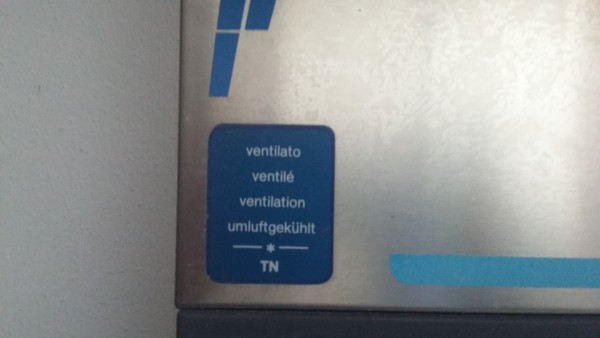 ventilato
ventilé
ventilation
umluftgekühlt
*
TN